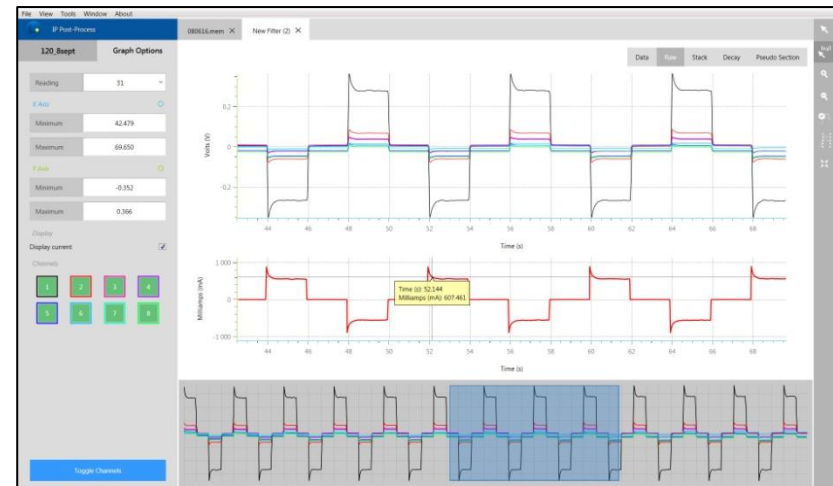 File View Tools Window About
IP Post-Process
080616.mem × New Filter (2) ×
120_8sept Graph Options
Data Raw Stack Decay Pseudo Section
Reading 31
X Axis
Minimum 42.479
Maximum 69.650
Y Axis
Minimum -0.352
Maximum 0.366
Display
Display current
Channels
1 2 3 4
5 6 7 8
Toggle Channels
Volts (V)
0.2
0
-0.2
44 46 48 50 52 54 56 58 60 62 64 66 68
Time (s)
Milliamps (mA)
1 000
0
-1 000
Time (s): 52.144
Milliamps (mA): 607.461
44 46 48 50 52 54 56 58 60 62 64 66 68
Time (s)